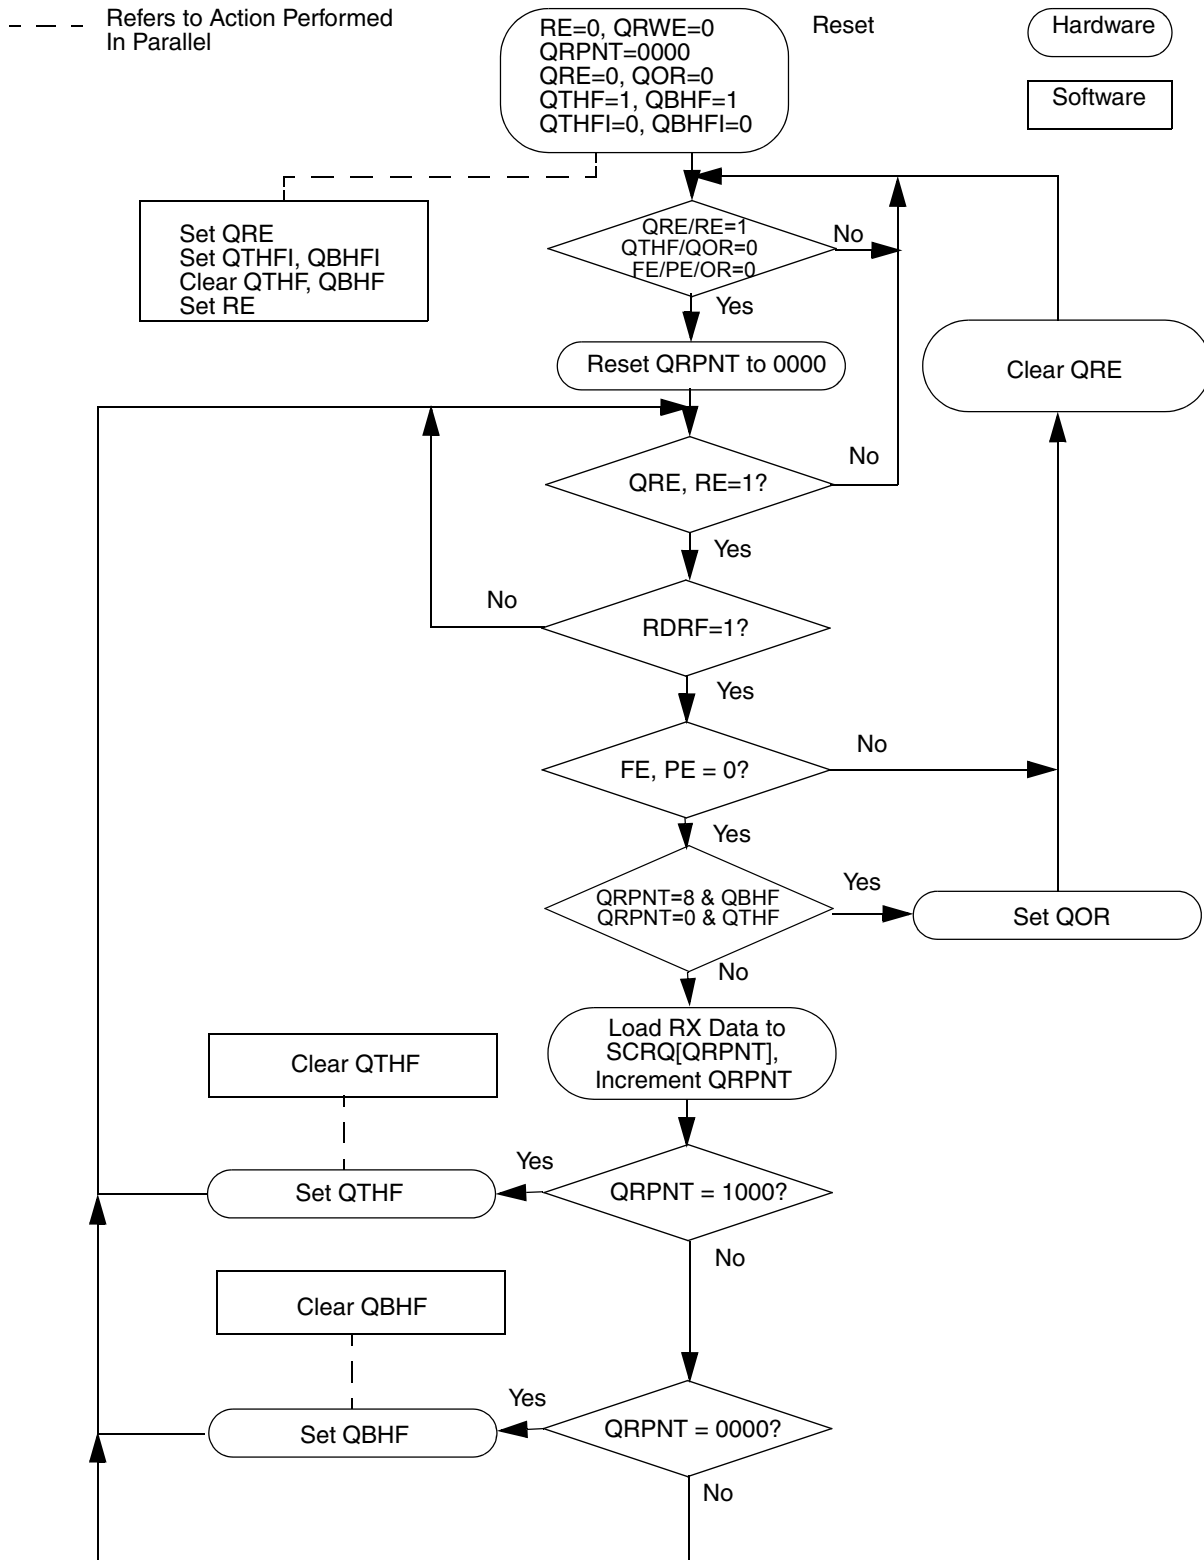 Refers to Action Performed
In Parallel
RE=0, QRWE=0
QRPNT=0000
QRE=0, QOR=0
QTHF=1, QBHF=1
QTHFI=0, QBHFI=0
Reset
Hardware
Software
Set QRE
Set QTHFI, QBHFI
Clear QTHF, QBHF
Set RE
QRE/RE=1
QTHF/QOR=0
FE/PE/OR=0
No
Yes
Reset QRPNT to 0000
Clear QRE
QRE, RE=1?
No
Yes
RDRF=1?
No
Yes
FE, PE = 0?
No
Yes
QRPNT=8 & QBHF
QRPNT=0 & QTHF
Yes
Set QOR
No
Load RX Data to
SCRQ[QRPNT],
Increment QRPNT
Clear QTHF
Set QTHF
Yes
QRPNT = 1000?
No
Clear QBHF
Set QBHF
Yes
QRPNT = 0000?
No